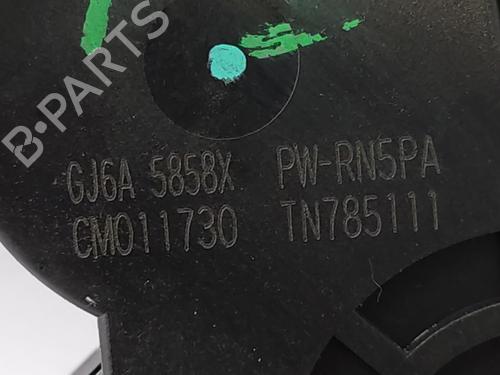 B-PARTS
GJ6A 5858X PW-RN5PA
CM011730 TN785111